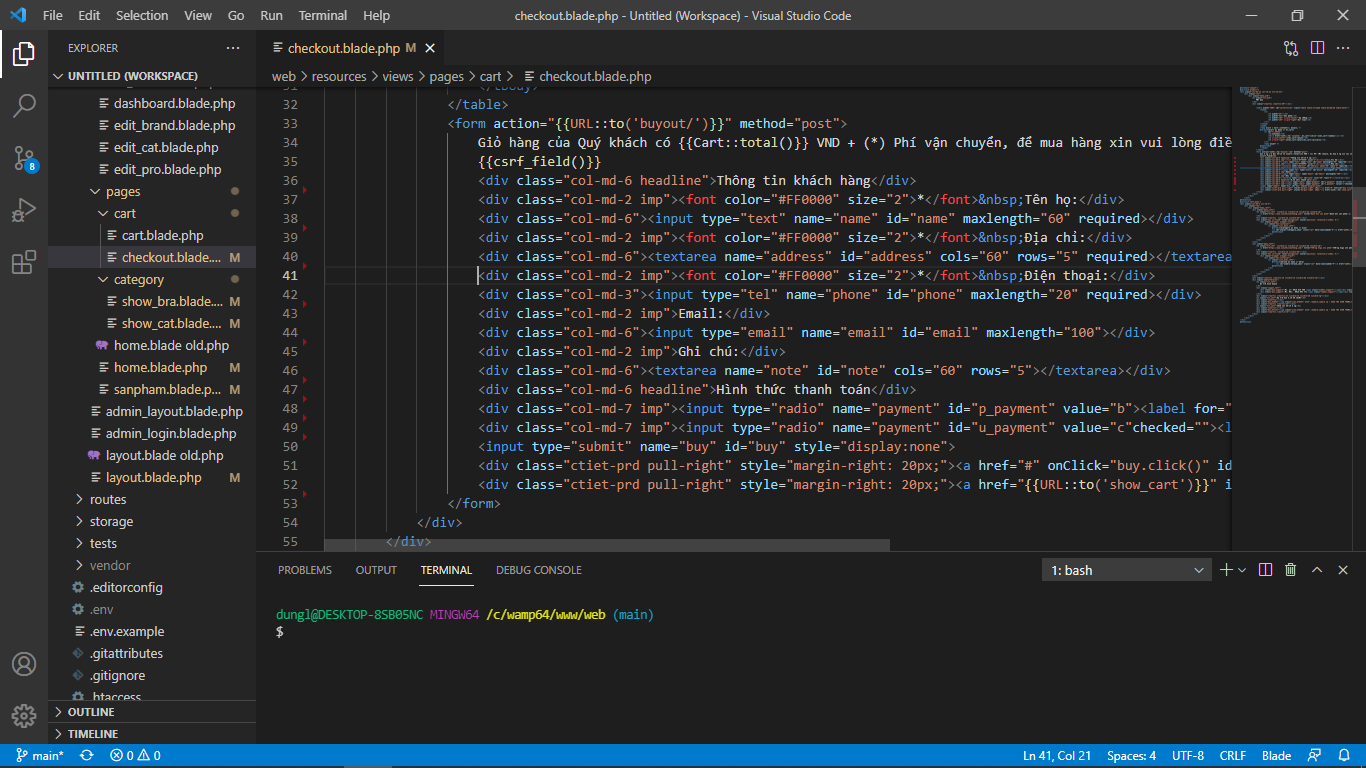 File Edit Selection View Go Run Terminal Help
checkout.blade.php - Untitled (Workspace) - Visual Studio Code
EXPLORER
UNTITLED (WORKSPACE)
dashboard.blade.php
edit_brand.blade.php
edit_cat.blade.php
edit_pro.blade.php
pages
cart
cart.blade.php
checkout.blade.... M
category
show_bra.blade.... M
show_cat.blade.... M
home.blade old.php
home.blade.php M
sanpham.blade.p... M
admin_layout.blade.php
admin_login.blade.php
layout.blade old.php
layout.blade.php M
routes
storage
tests
vendor
.editorconfig
.env
.env.example
.gitattributes
.gitignore
.htaccess
OUTLINE
TIMELINE
8
checkout.blade.php M
web > resources > views > pages > cart > checkout.blade.php
31 </tbody>
32 </table>
33 <form action="{{URL::to('buyout/')}}" method="post">
34 Giỏ hàng của Quý khách có {{Cart::total()}} VND + (*) Phí vận chuyển, để mua hàng xin vui lòng điề
35 {{csrf_field()}}
36 <div class="col-md-6 headline">Thông tin khách hàng</div>
37 <div class="col-md-2 imp"><font color="#FF0000" size="2">*</font>&nbsp;Tên họ:</div>
38 <div class="col-md-6"><input type="text" name="name" id="name" maxlength="60" required></div>
39 <div class="col-md-2 imp"><font color="#FF0000" size="2">*</font>&nbsp;Địa chỉ:</div>
40 <div class="col-md-6"><textarea name="address" id="address" cols="60" rows="5" required></textarea
41 <div class="col-md-2 imp"><font color="#FF0000" size="2">*</font>&nbsp;Điện thoại:</div>
42 <div class="col-md-3"><input type="tel" name="phone" id="phone" maxlength="20" required></div>
43 <div class="col-md-2 imp">Email:</div>
44 <div class="col-md-6"><input type="email" name="email" id="email" maxlength="100"></div>
45 <div class="col-md-2 imp">Ghi chú:</div>
46 <div class="col-md-6"><textarea name="note" id="note" cols="60" rows="5"></textarea></div>
47 <div class="col-md-6 headline">Hình thức thanh toán</div>
48 <div class="col-md-7 imp"><input type="radio" name="payment" id="p_payment" value="b"><label for="
49 <div class="col-md-7 imp"><input type="radio" name="payment" id="u_payment" value="c"checked=""><l
50 <input type="submit" name="buy" id="buy" style="display:none">
51 <div class="ctiet-prd pull-right" style="margin-right: 20px;"><a href="#" onClick="buy.click()" id
52 <div class="ctiet-prd pull-right" style="margin-right: 20px;"><a href="{{URL::to('show_cart')}}" i
53 </form>
54 </div>
55 </div>
PROBLEMS OUTPUT TERMINAL DEBUG CONSOLE
1: bash
dungl@DESKTOP-8SB05NC MINGW64 /c/wamp64/www/web (main)
$
main* 0 0
Ln 41, Col 21 Spaces: 4 UTF-8 CRLF Blade